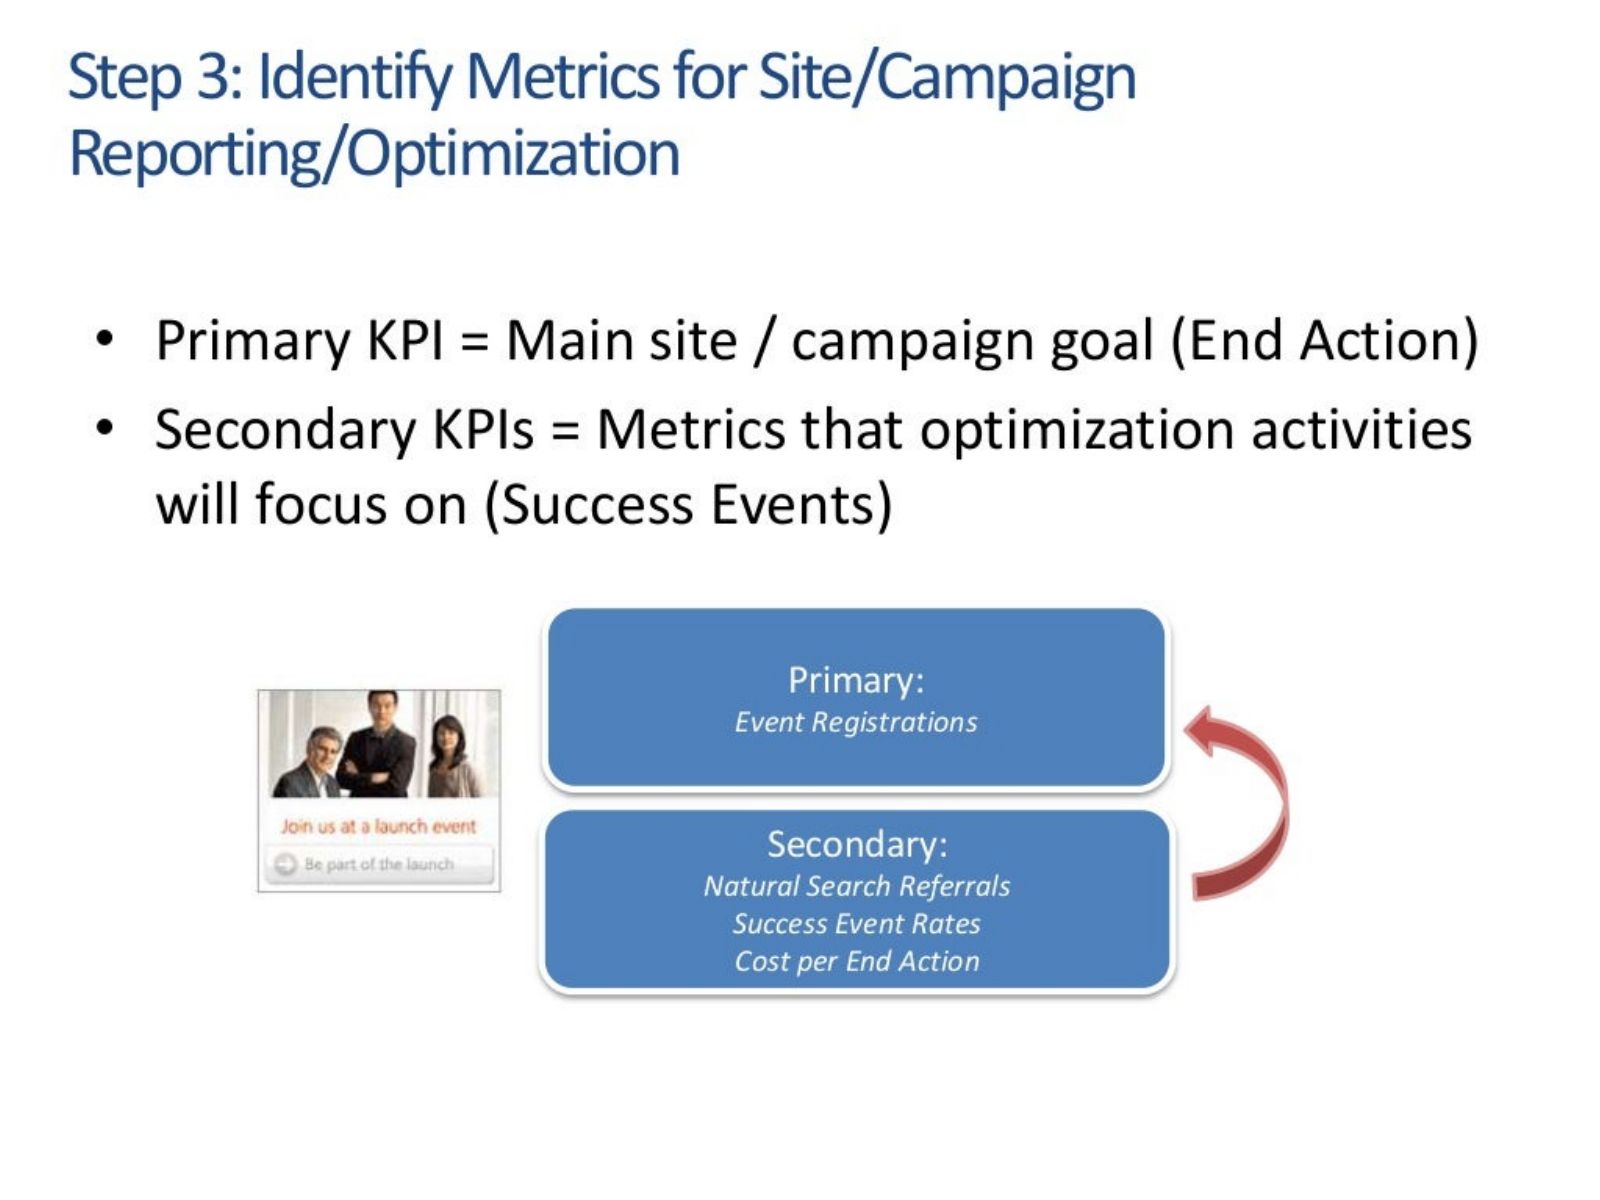 Step 3: Identify Metrics for Site/Campaign
Reporting/Optimization
• Primary KPI = Main site / campaign goal (End Action)
• Secondary KPIs = Metrics that optimization activities
will focus on (Success Events)
Primary:
Event Registrations
Join us at a launch event
Be part of the launch
Secondary:
Natural Search Referrals
Success Event Rates
Cost per End Action